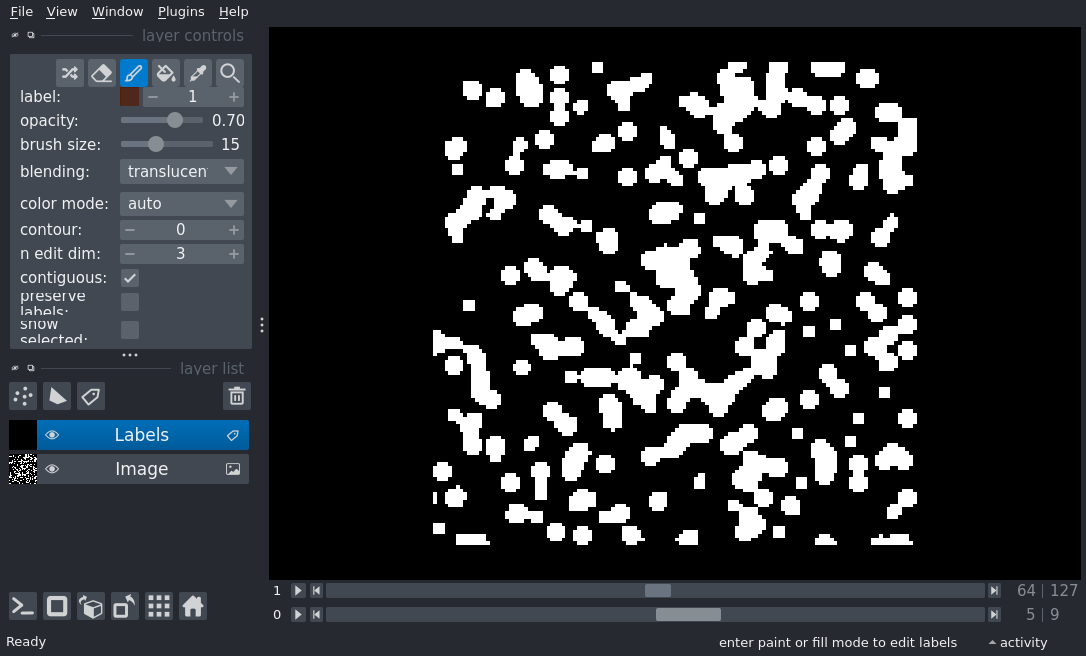 File View Window Plugins Help
layer controls
label: − 1 +
opacity: 0.70
brush size: 15
blending: translucen
color mode: auto
contour: − 0 +
n edit dim: − 3 +
contiguous:
preserve
labels:
show
selected:
layer list
Labels
Image
1 64 | 127
0 5 | 9
Ready enter paint or fill mode to edit labels activity